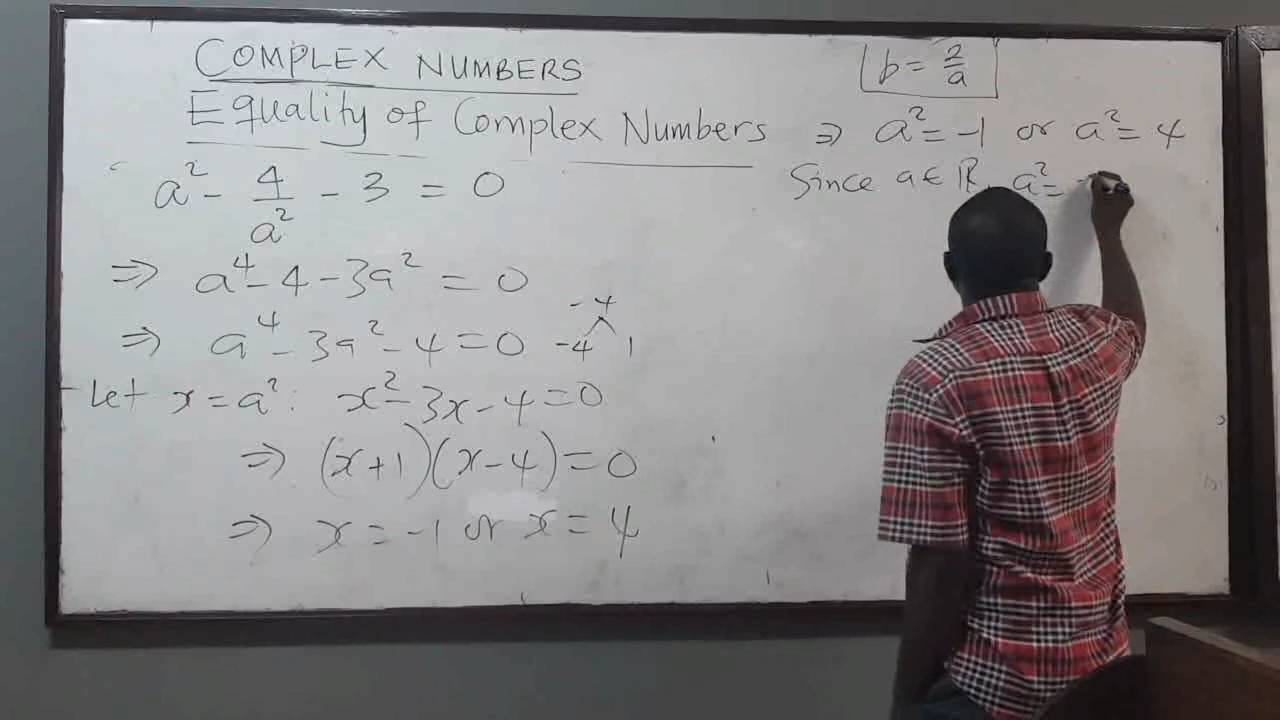 COMPLEX NUMBERS
Equality of Complex Numbers
a² - 4/a² - 3 = 0
⇒ a⁴ - 4 - 3a² = 0
⇒ a⁴ - 3a² - 4 = 0
-4
-4 1
Let x = a²: x² - 3x - 4 = 0
⇒ (x+1)(x-4) = 0
⇒ x = -1 or x = 4
b = 2/a
⇒ a² = -1 or a² = 4
Since a ∈ ℝ, a² =